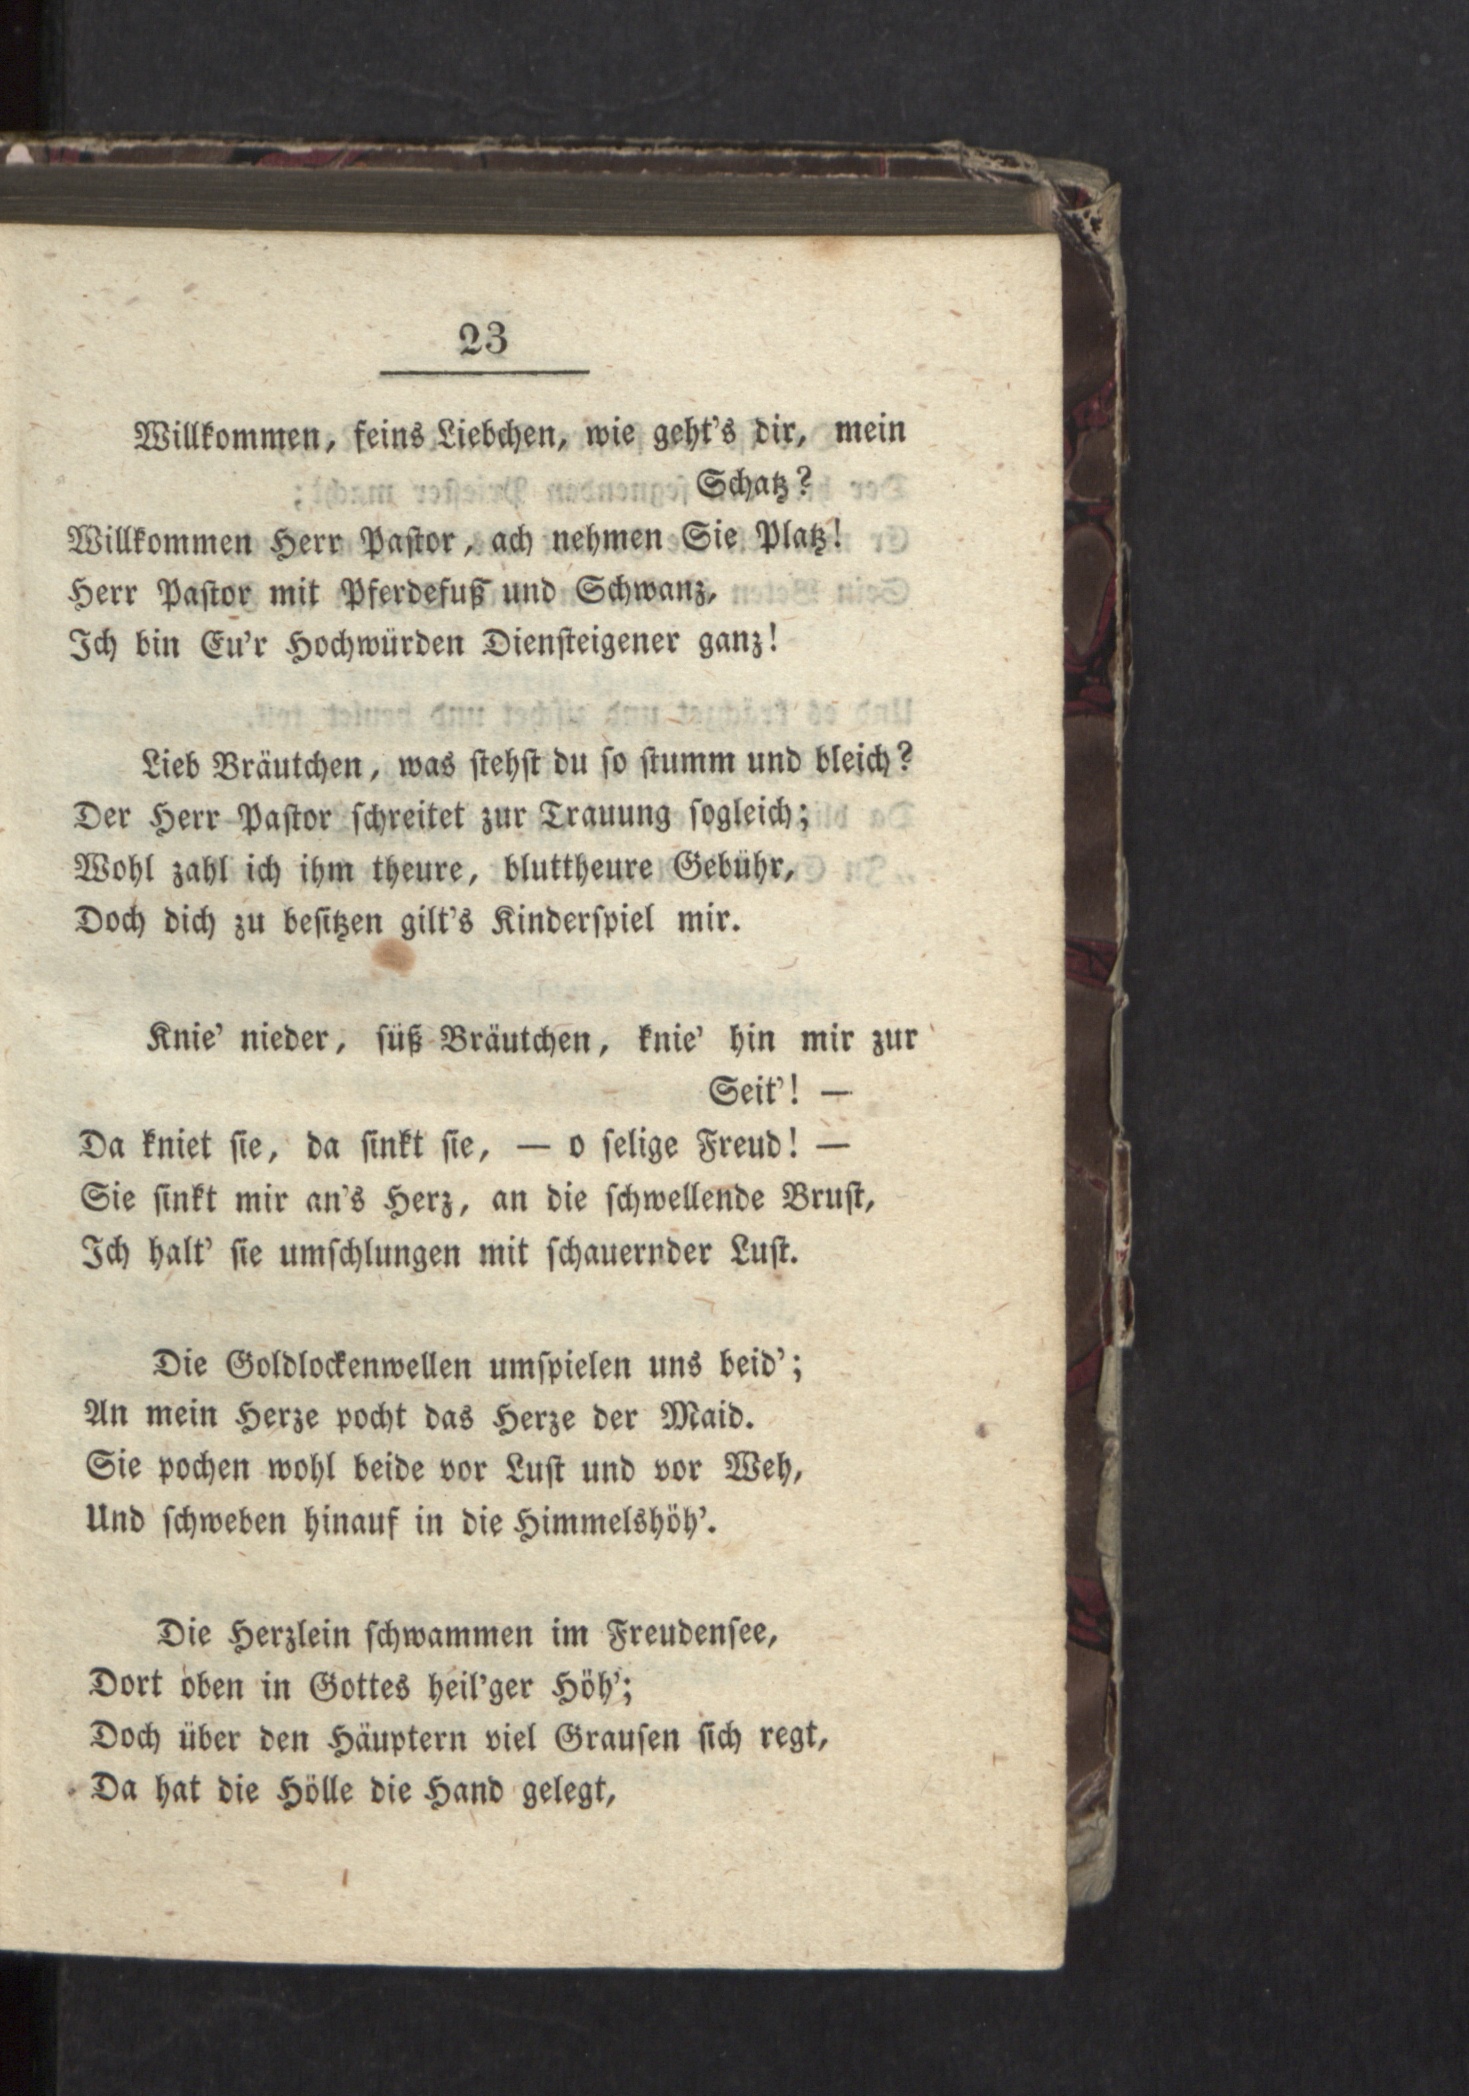 23
Willkommen, feins Liebchen, wie geht's dir, mein
Schatz?
Willkommen Herr Paſtor, ach nehmen Sie Platz!
Herr Paſtor mit Pferdefuß und Schwanz,
Ich bin Eu'r Hochwürden Dienſteigener ganz!
Lieb Bräutchen, was ſtehſt du ſo ſtumm und bleich?
Der Herr Paſtor ſchreitet zur Trauung ſogleich;
Wohl zahl ich ihm theure, bluttheure Gebühr,
Doch dich zu beſitzen gilt's Kinderſpiel mir.
Knie' nieder, ſüß Bräutchen, knie' hin mir zur
Seit'! —
Da kniet ſie, da ſinkt ſie, — o ſelige Freud! —
Sie ſinkt mir an's Herz, an die ſchwellende Bruſt,
Ich halt' ſie umſchlungen mit ſchauernder Luſt.
Die Goldlockenwellen umſpielen uns beid';
An mein Herze pocht das Herze der Maid.
Sie pochen wohl beide vor Luſt und vor Weh,
Und ſchweben hinauf in die Himmelshöh'.
Die Herzlein ſchwammen im Freudenſee,
Dort oben in Gottes heil'ger Höh';
Doch über den Häuptern viel Grauſen ſich regt,
Da hat die Hölle die Hand gelegt,